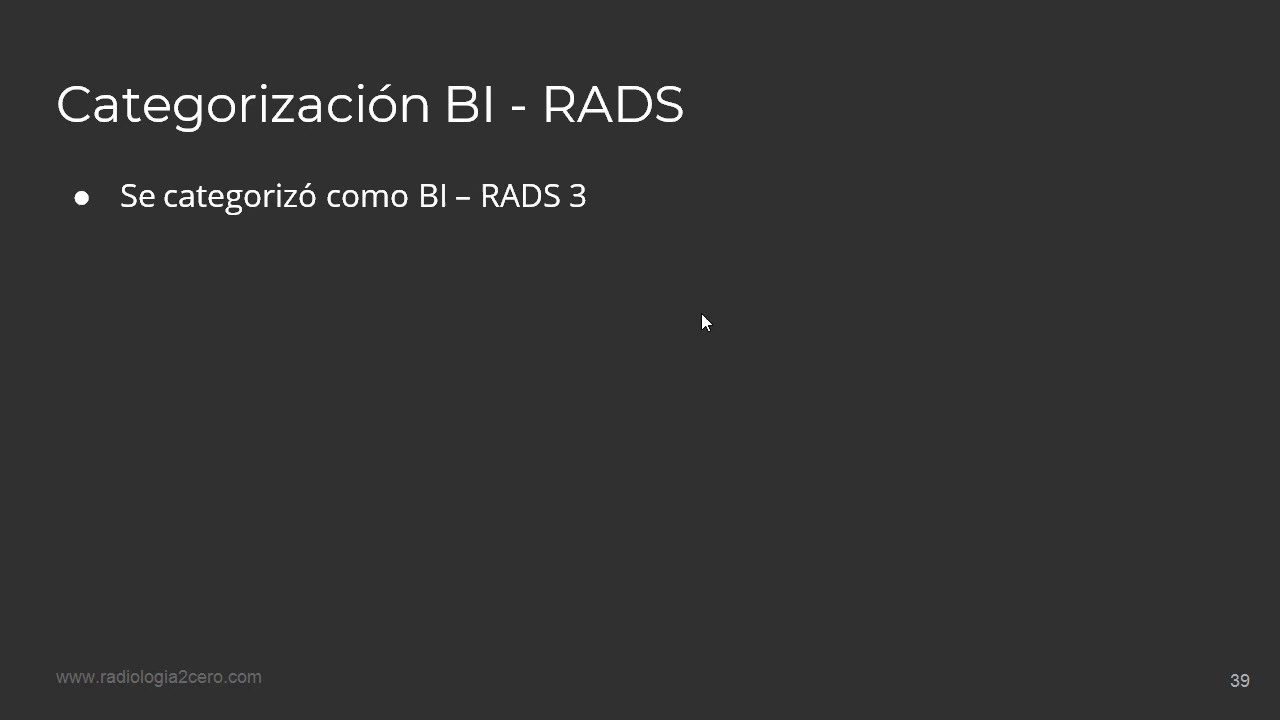 Categorización BI - RADS
● Se categorizó como BI – RADS 3
www.radiologia2cero.com
39